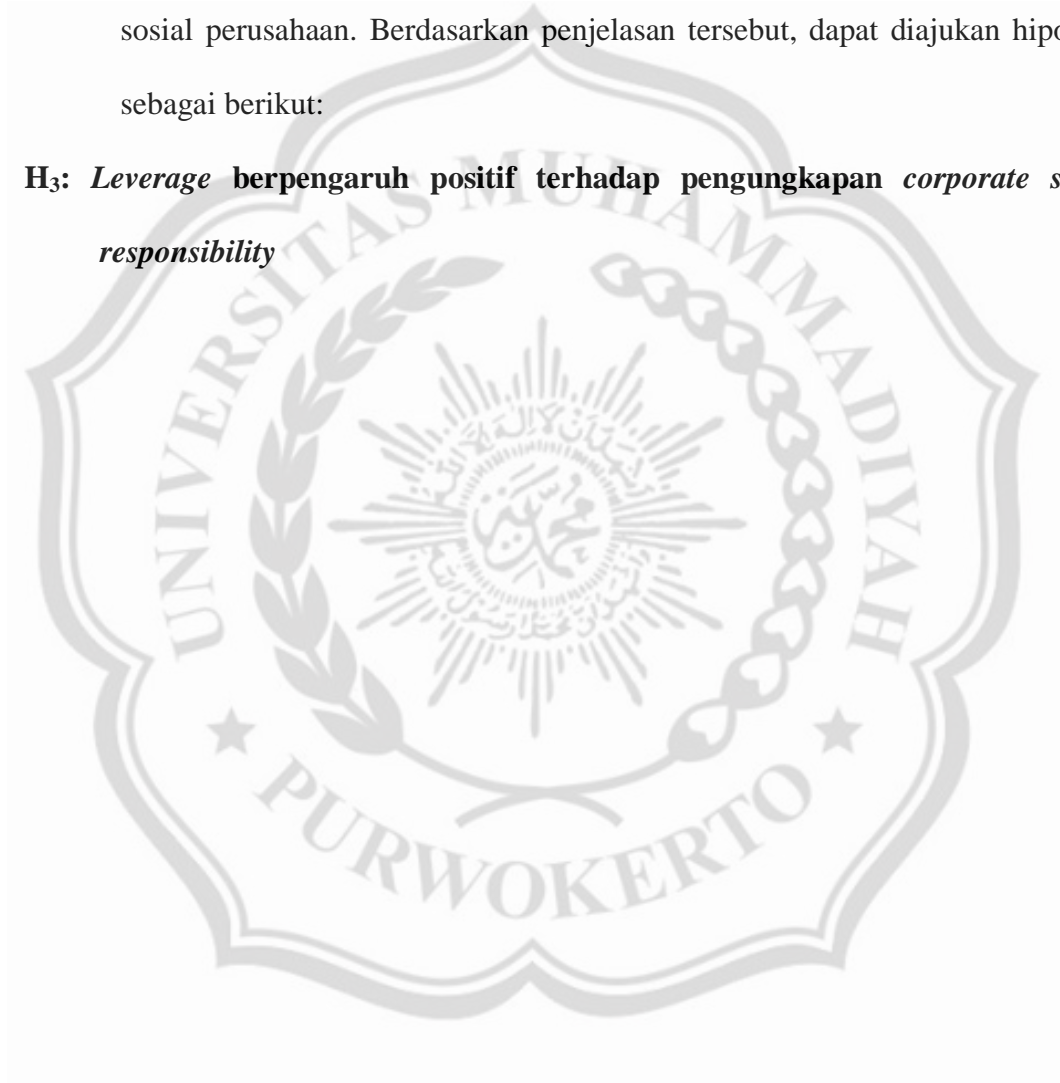 sosial perusahaan. Berdasarkan penjelasan tersebut, dapat diajukan
sebagai berikut:
H₃: Leverage berpengaruh positif terhadap pengungkapan corporate
responsibility
UNIVERSITAS MUHAMMADIYAH
PURWOKERTO